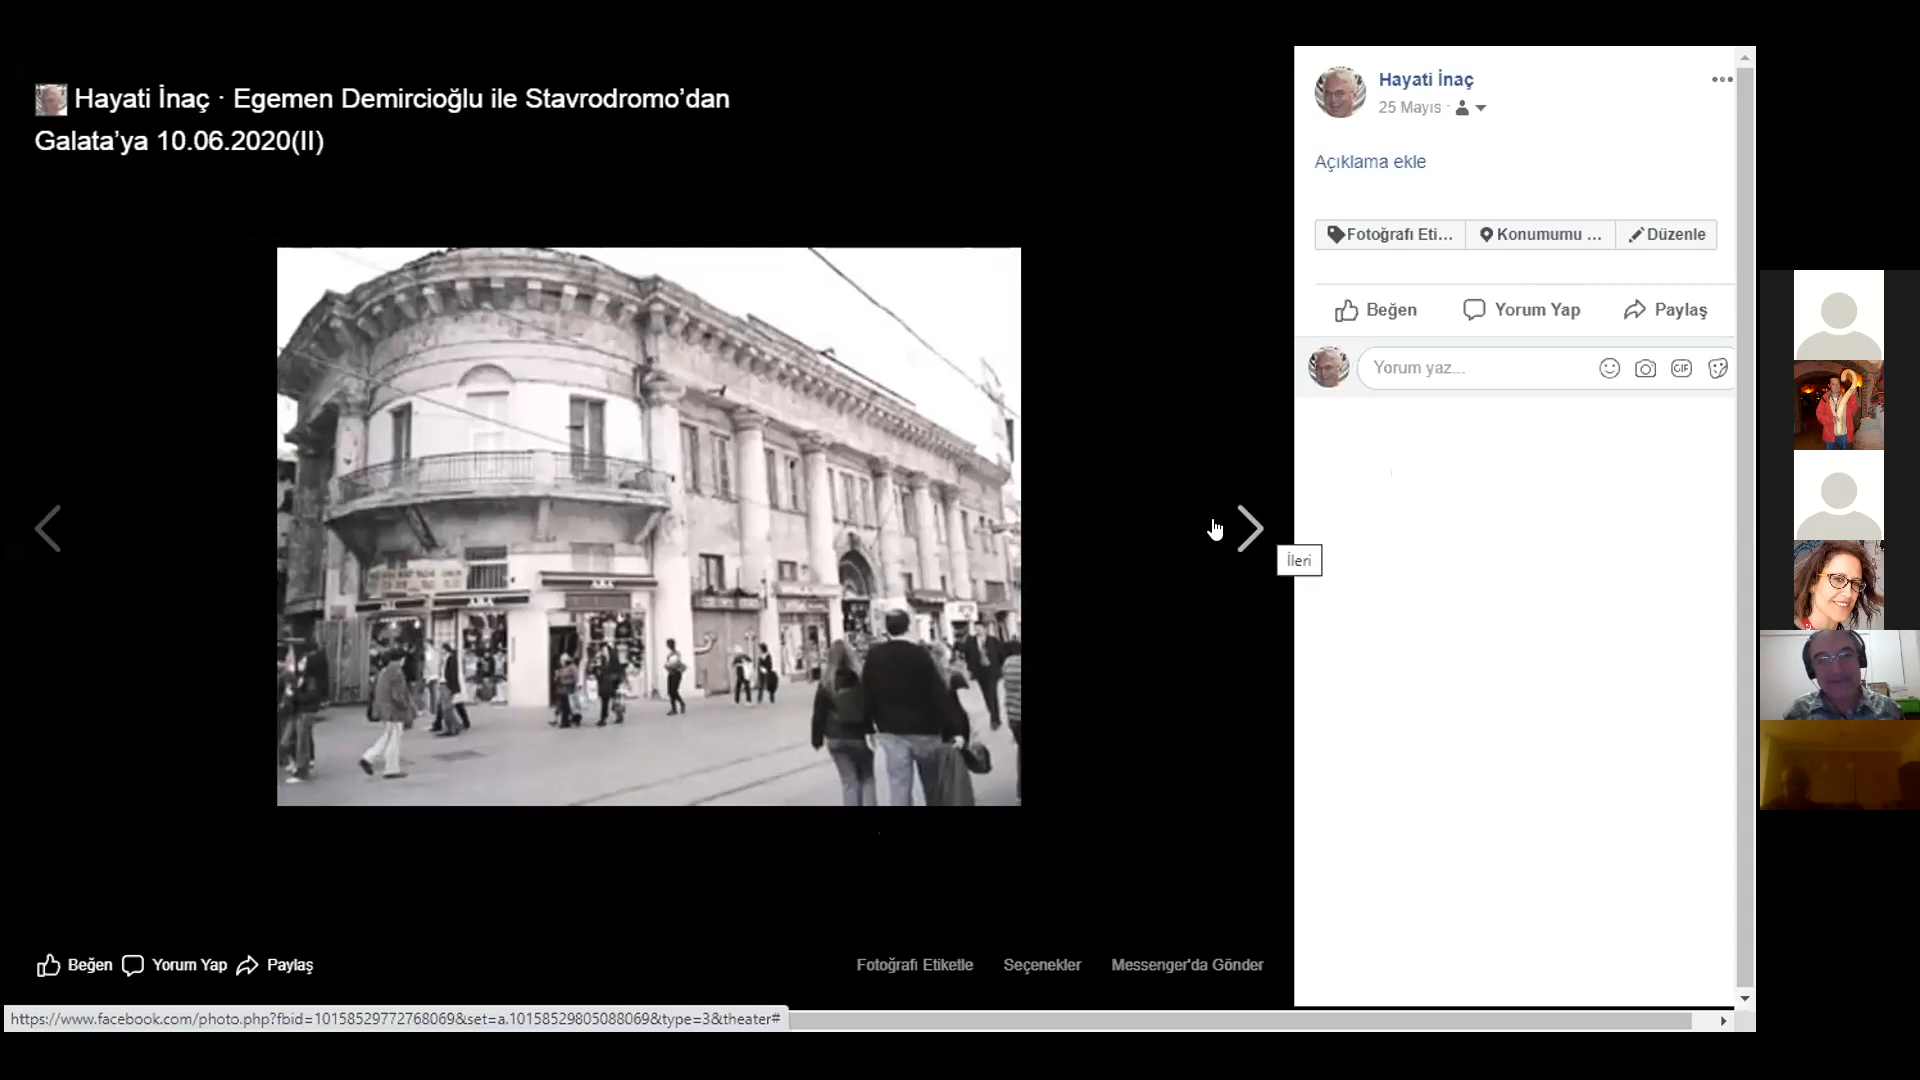 Hayati İnaç · Egemen Demircioğlu ile Stavrodromo’dan
Galata’ya 10.06.2020(II)
Hayati İnaç
25 Mayıs ·
Açıklama ekle
Fotoğrafı Eti...
Konumumu ...
Düzenle
Beğen
Yorum Yap
Paylaş
Yorum yaz....
GIF
İleri
Beğen
Yorum Yap
Paylaş
Fotoğrafı Etiketle
Seçenekler
Messenger'da Gönder
https://www.facebook.com/photo.php?fbid=10158529772768069&set=a.10158529805088069&type=3&theater#